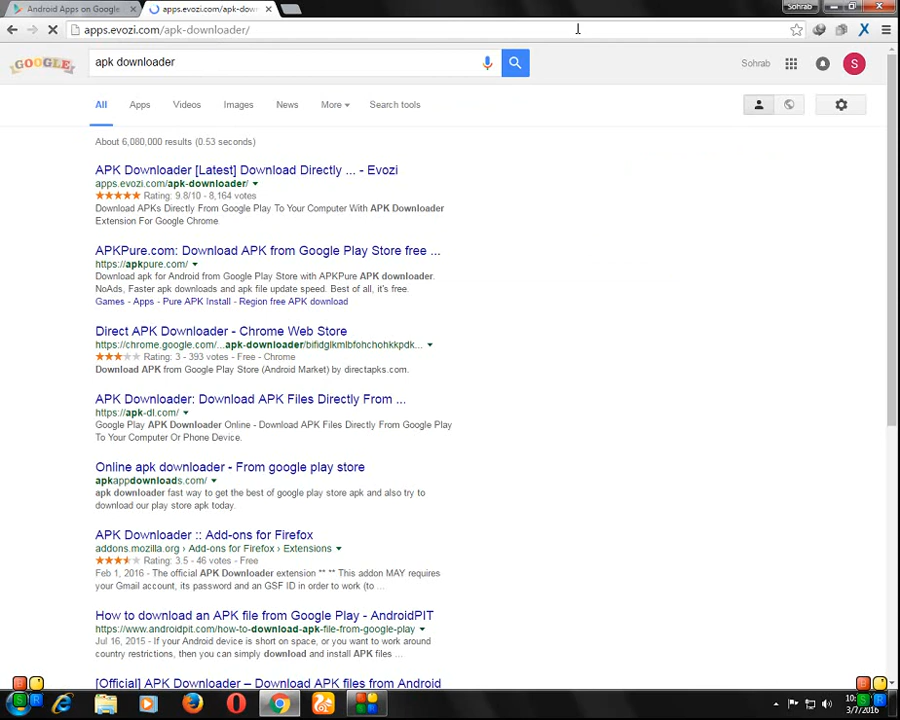 Android Apps on Google
apps.evozi.com/apk-downl
Sohrab
apps.evozi.com/apk-downloader/
GOOGLE
apk downloader
Sohrab
S
All
Apps
Videos
Images
News
More
Search tools
About 6,080,000 results (0.53 seconds)
APK Downloader [Latest] Download Directly ... - Evozi
apps.evozi.com/apk-downloader/
Rating: 9.8/10 - 8,164 votes
Download APKs Directly From Google Play To Your Computer With APK Downloader
Extension For Google Chrome
APKPure.com: Download APK from Google Play Store free ...
https://apkpure.com/
Download apk for Android from Google Play Store with APKPure APK downloader.
NoAds, Faster apk downloads and apk file update speed. Best of all, it's free.
Games - Apps - Pure APK Install - Region free APK download
Direct APK Downloader - Chrome Web Store
https://chrome.google.com/...apk-downloader/bifidglkmlbfohchohkkpdk...
Rating: 3 - 393 votes - Free - Chrome
Download APK from Google Play Store (Android Market) by directapks.com.
APK Downloader: Download APK Files Directly From ...
https://apk-dl.com/
Google Play APK Downloader Online - Download APK Files Directly From Google Play
To Your Computer Or Phone Device.
Online apk downloader - From google play store
apkappdownloads.com/
apk downloader fast way to get the best of google play store apk and also try to
download our play store apk today.
APK Downloader :: Add-ons for Firefox
addons.mozilla.org › Add-ons for Firefox › Extensions
Rating: 3.5 - 46 votes - Free
Feb 1, 2016 - The official APK Downloader extension ** ** This addon MAY requires
your Gmail account, its password and an GSF ID in order to work (to ...
How to download an APK file from Google Play - AndroidPIT
https://www.androidpit.com/how-to-download-apk-file-from-google-play
Jul 16, 2015 - If your Android device is short on space, or you want to work around
country restrictions, then you can simply download and install APK files ...
[Official] APK Downloader – Download APK files from Android
B
S R
B
S R
3/7/2016